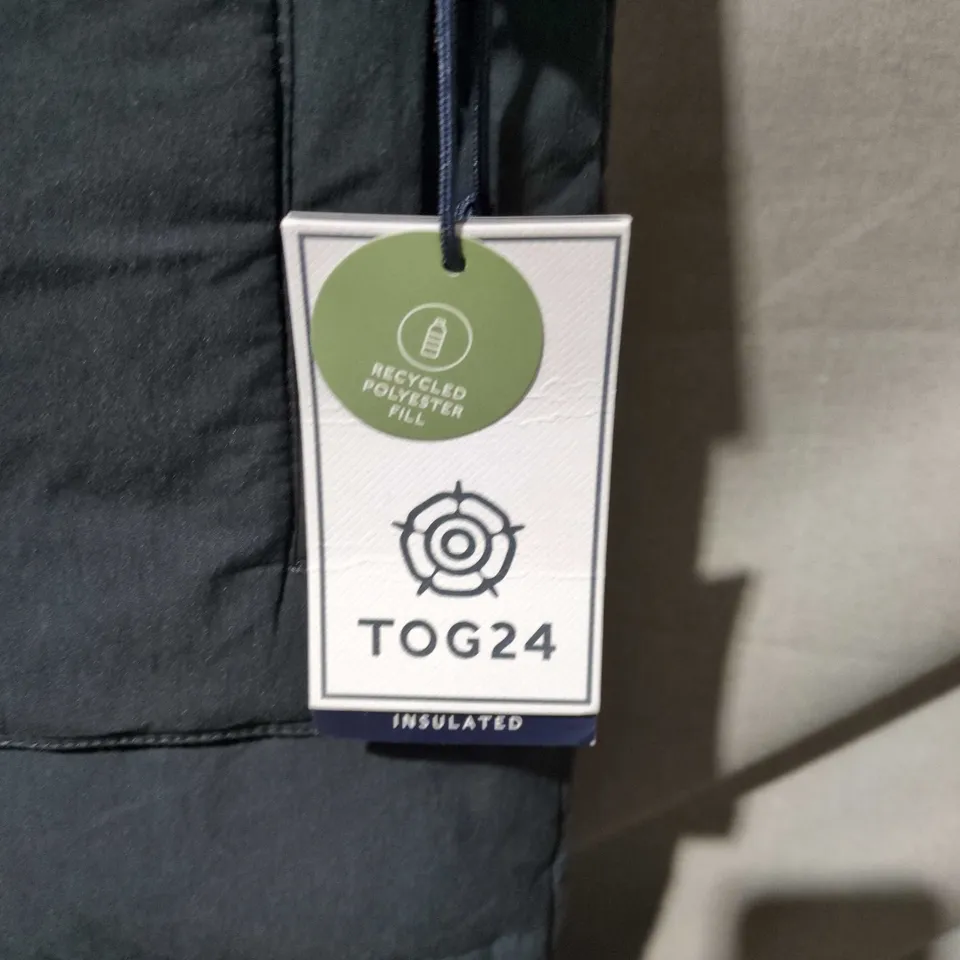 RECYCLED
POLYESTER
FILL
TOG24
INSULATED